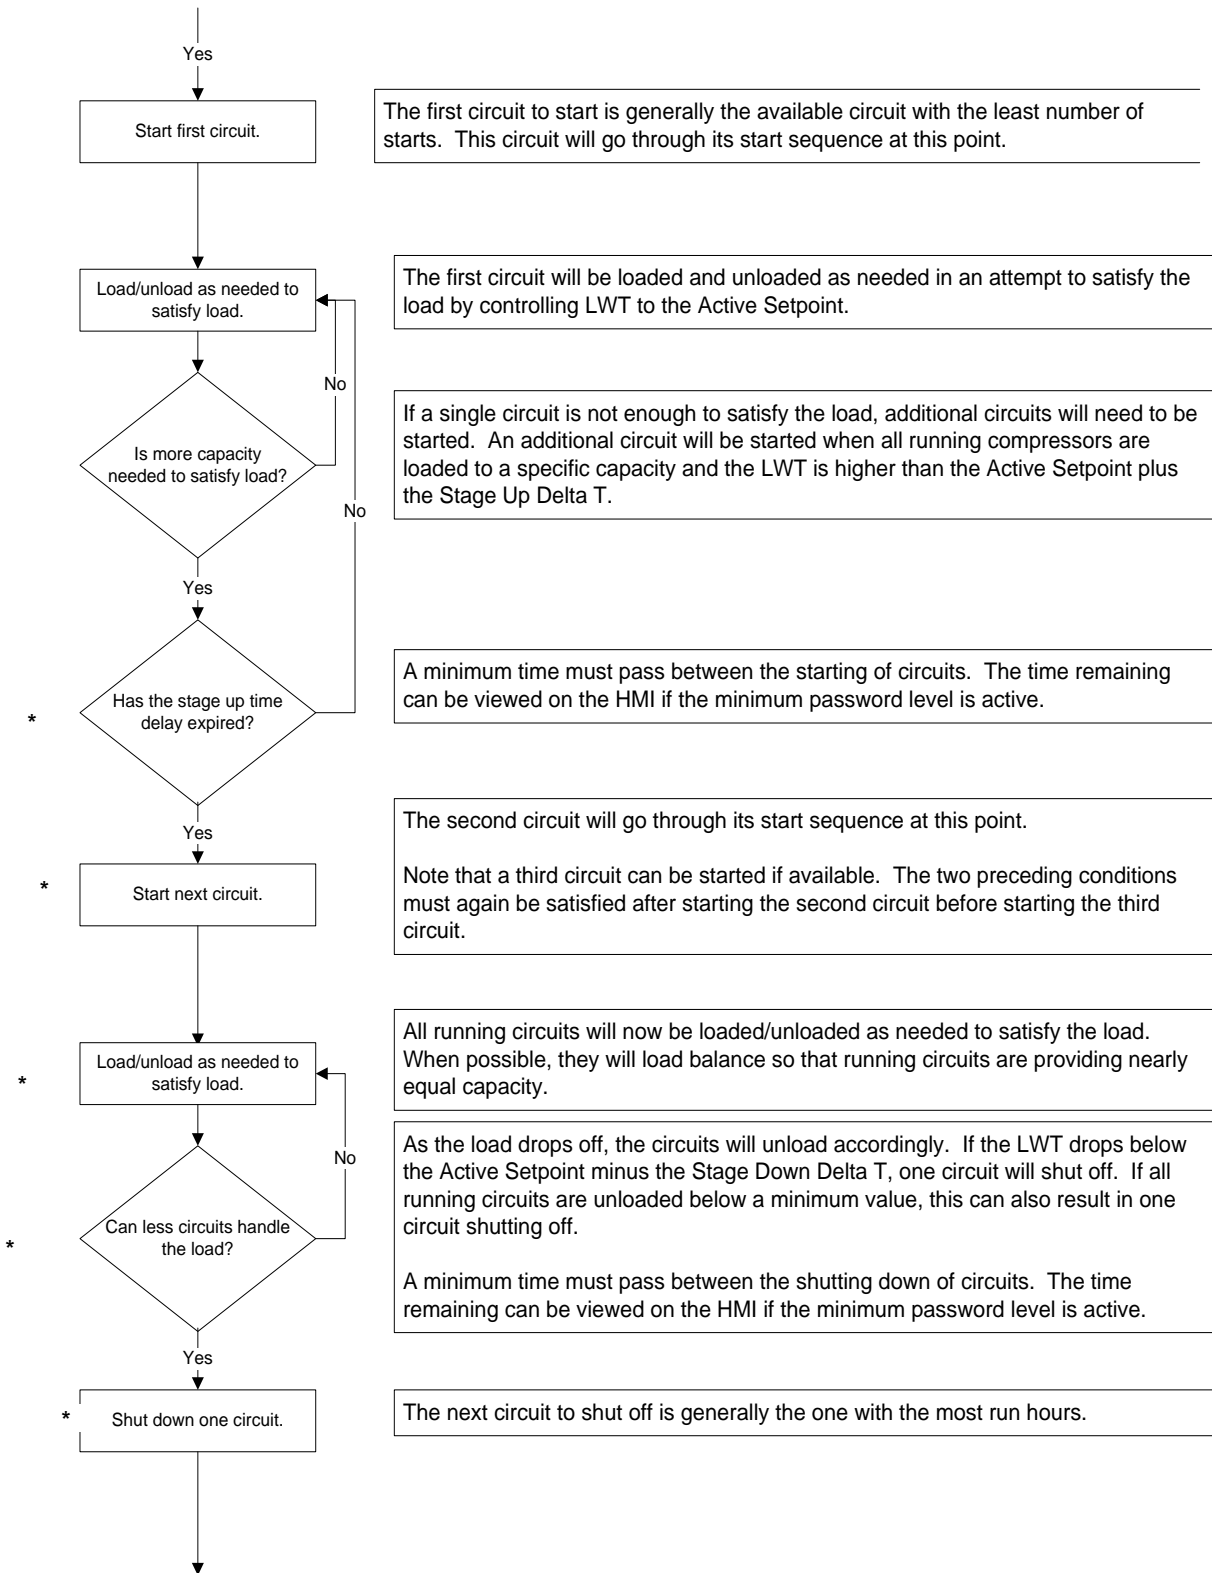 Yes
Start first circuit.
The first circuit to start is generally the available circuit with the least number of
starts.  This circuit will go through its start sequence at this point.
Load/unload as needed to
satisfy load.
The first circuit will be loaded and unloaded as needed in an attempt to satisfy the
load by controlling LWT to the Active Setpoint.
No
Is more capacity
needed to satisfy load?
If a single circuit is not enough to satisfy the load, additional circuits will need to be
started.  An additional circuit will be started when all running compressors are
loaded to a specific capacity and the LWT is higher than the Active Setpoint plus
the Stage Up Delta T.
No
Yes
*
Has the stage up time
delay expired?
A minimum time must pass between the starting of circuits.  The time remaining
can be viewed on the HMI if the minimum password level is active.
Yes
*
Start next circuit.
The second circuit will go through its start sequence at this point.
Note that a third circuit can be started if available.  The two preceding conditions
must again be satisfied after starting the second circuit before starting the third
circuit.
*
Load/unload as needed to
satisfy load.
All running circuits will now be loaded/unloaded as needed to satisfy the load.
When possible, they will load balance so that running circuits are providing nearly
equal capacity.
No
*
Can less circuits handle
the load?
As the load drops off, the circuits will unload accordingly.  If the LWT drops below
the Active Setpoint minus the Stage Down Delta T, one circuit will shut off.  If all
running circuits are unloaded below a minimum value, this can also result in one
circuit shutting off.
A minimum time must pass between the shutting down of circuits.  The time
remaining can be viewed on the HMI if the minimum password level is active.
Yes
*
Shut down one circuit.
The next circuit to shut off is generally the one with the most run hours.